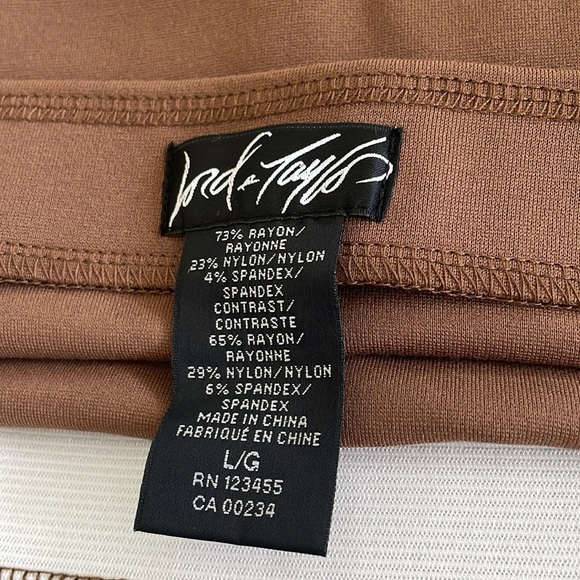 Lord & Taylor
73% RAYON/
RAYONNE
23% NYLON/NYLON
4% SPANDEX/
SPANDEX
CONTRAST/
CONTRASTE
65% RAYON/
RAYONNE
29% NYLON/NYLON
6% SPANDEX/
SPANDEX
MADE IN CHINA
FABRIQUÉ EN CHINE
L/G
RN 123455
CA 00234